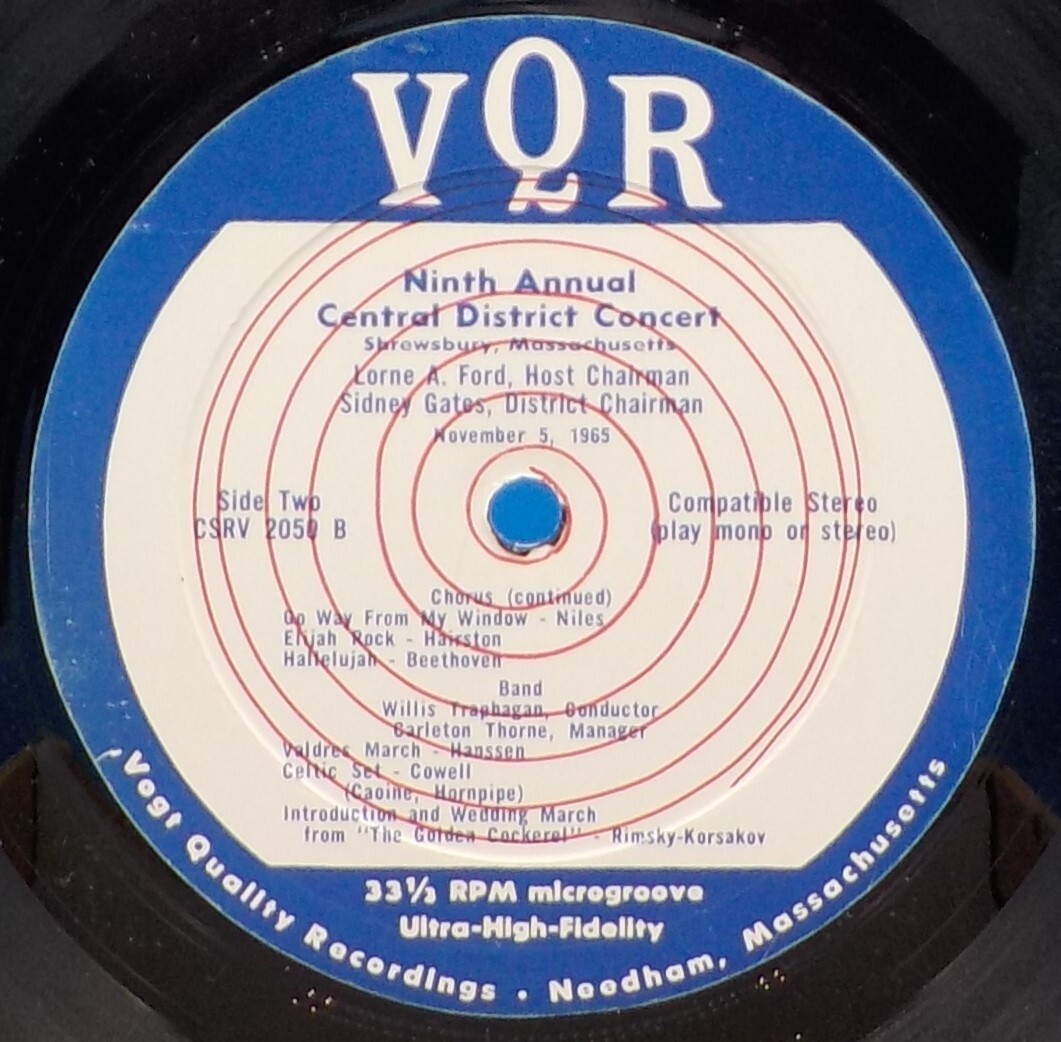 VQR
Ninth Annual
Central District Concert
Shrewsbury, Massachusetts
Lorne A. Ford, Host Chairman
Sidney Gates, District Chairman
November 5, 1965
Side Two
CSRV 2050 B
Compatible Stereo
(play mono or stereo)
Chorus (continued)
Go Way From My Window - Niles
Elijah Rock - Hairston
Hallelujah - Beethoven
Band
Willis Traphagan, Conductor
Carleton Thorne, Manager
Valdres March - Hanssen
Celtic Set - Cowell
(Caoine, Hornpipe)
Introduction and Wedding March
from "The Golden Cockerel" - Rimsky-Korsakov
33⅓ RPM microgroove
Ultra-High-Fidelity
Vogt Quality Recordings • Needham, Massachusetts